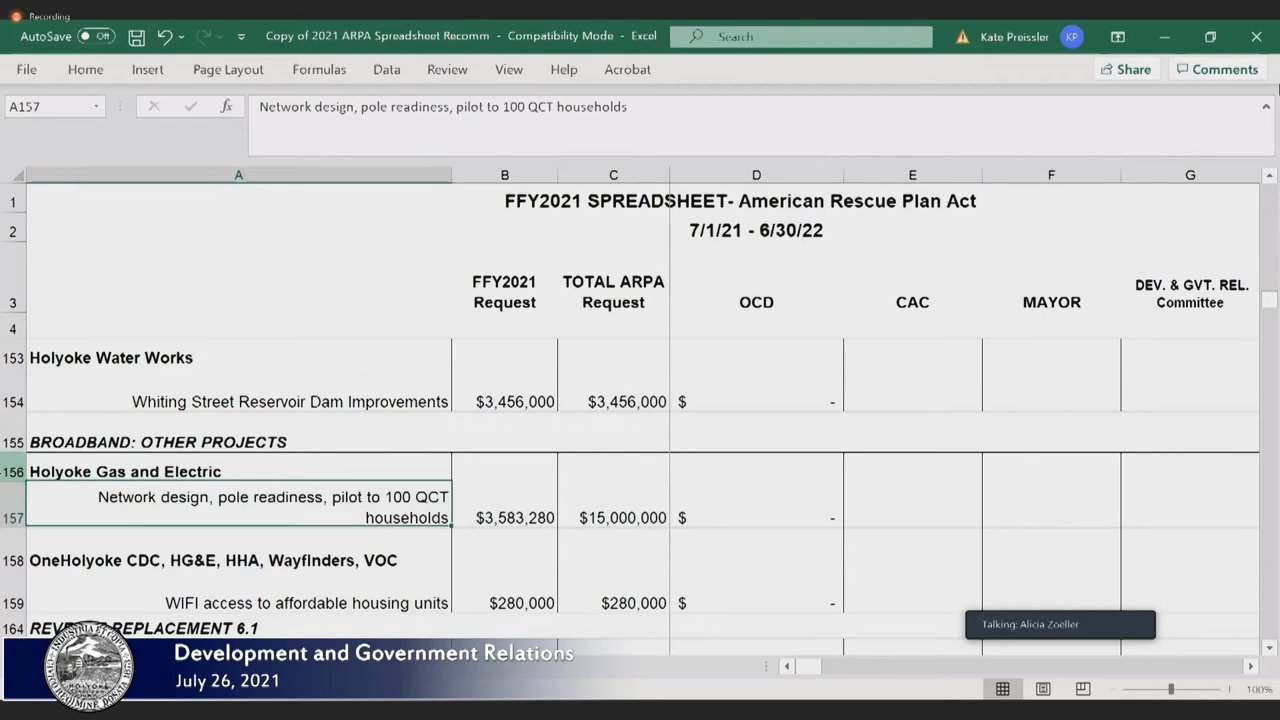 Recording
AutoSave Off Copy of 2021 ARPA Spreadsheet Recomm - Compatibility Mode - Excel Search Kate Preissler KP
File Home Insert Page Layout Formulas Data Review View Help Acrobat Share Comments
A157 fx Network design, pole readiness, pilot to 100 QCT households
A B C D E F G
1 FFY2021 SPREADSHEET- American Rescue Plan Act
2 7/1/21 - 6/30/22
FFY2021 TOTAL ARPA DEV. & GVT. REL.
3 Request Request OCD CAC MAYOR Committee
4
153 Holyoke Water Works
154 Whiting Street Reservoir Dam Improvements $3,456,000 $3,456,000 $ -
155 BROADBAND: OTHER PROJECTS
156 Holyoke Gas and Electric
Network design, pole readiness, pilot to 100 QCT
157 households $3,583,280 $15,000,000 $ -
158 OneHolyoke CDC, HG&E, HHA, Wayfinders, VOC
159 WIFI access to affordable housing units $280,000 $280,000 $ -
164 REPLACEMENT 6.1
Talking: Alicia Zoeller
Development and Government Relations
July 26, 2021
100%